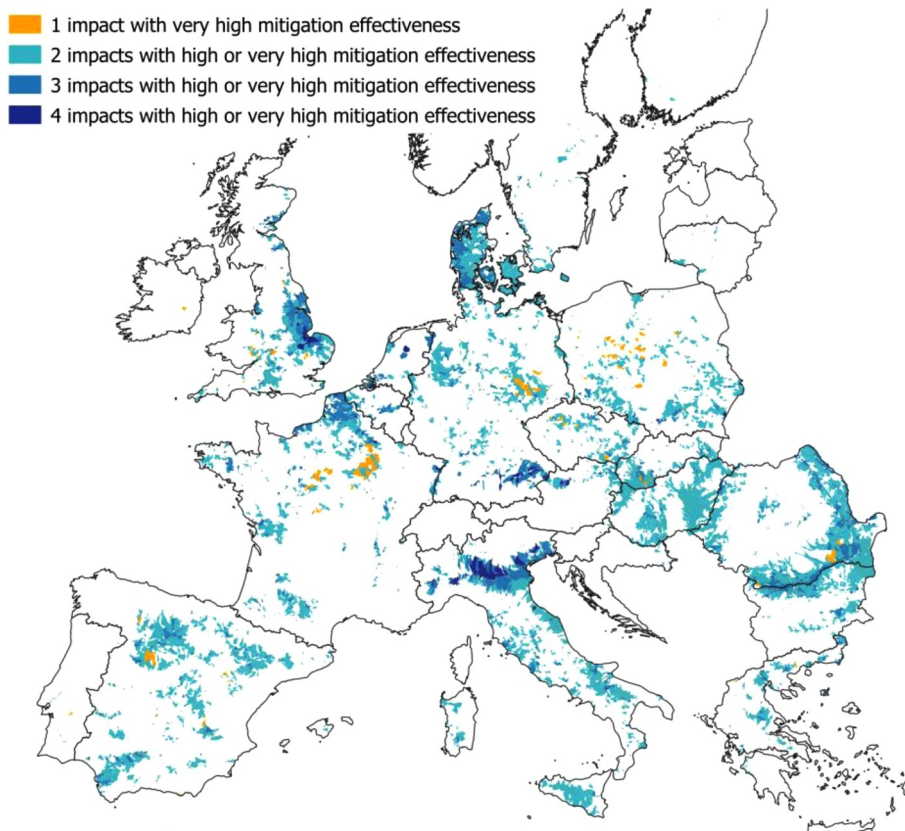 1 impact with very high mitigation effectiveness
2 impacts with high or very high mitigation effectiveness
3 impacts with high or very high mitigation effectiveness
4 impacts with high or very high mitigation effectiveness